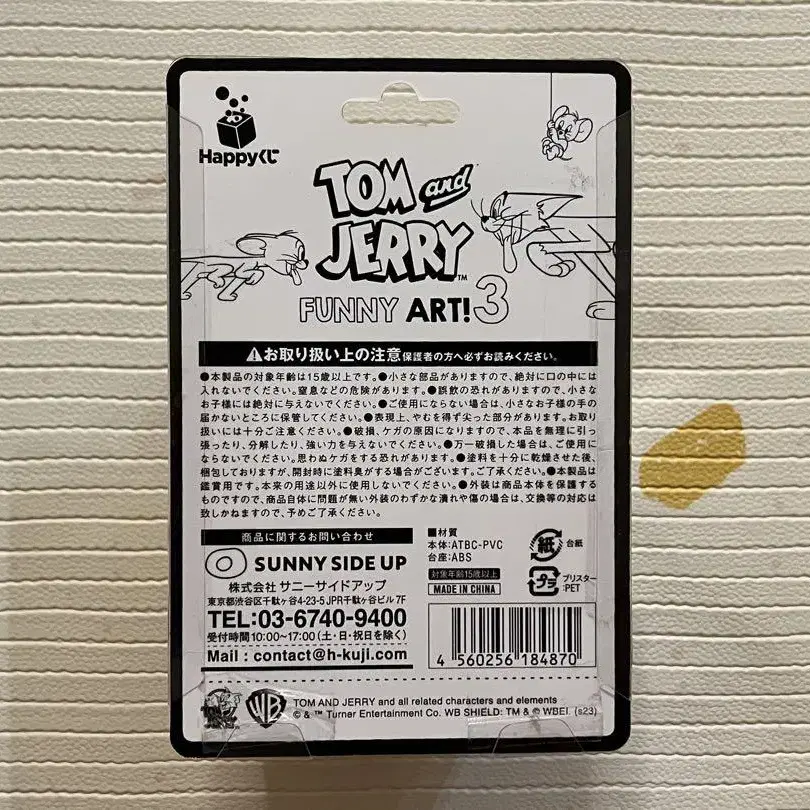 Happyくじ
TOM and
JERRY™
FUNNY ART! 3
⚠お取り扱い上の注意 保護者の方へ必ずお読みください。
●本製品の対象年齢は15歳以上です。●小さな部品がありますので、絶対に口の中には
入れないでください。窒息などの危険があります。●誤飲の恐れがありますので、小さな
お子様には絶対に与えないでください。●ご使用にならない場合は、小さなお子様の手の
届かないところに保管してください。●表現上、やむを得ず尖った部分があります。お取り
扱いには十分ご注意ください。●破損、ケガの原因になりますので、本品を無理に引っ
張ったり、分解したり、強い力を与えないでください。●万一破損した場合は、ご使用に
ならないでください。思わぬケガをする恐れがあります。●塗料を十分に乾燥させた後、
梱包しておりますが、開封時に塗料臭がする場合がございます。ご了承ください。●本製品は
鑑賞用です。本来の用途以外に使用しないでください。●外装は商品本体を保護する
ものですので、商品自体に問題が無い外装のわずかな潰れや傷の場合は、交換等の対応は
致しかねますので、予めご了承ください。
商品に関するお問い合わせ
SUNNY SIDE UP
株式会社 サニーサイドアップ
東京都渋谷区千駄ヶ谷4-23-5 JPR千駄ヶ谷ビル 7F
TEL:03-6740-9400
受付時間10:00~17:00(土・日・祝日を除く)
Mail : contact@h-kuji.com
■材質
本体:ATBC-PVC
台座:ABS
対象年齢15歳以上
MADE IN CHINA
紙 台紙
プラ ブリスター
:PET
4 560256 184870
WB
TOM AND JERRY and all related characters and elements
© & ™ Turner Entertainment Co. WB SHIELD: TM & © WBEI. (s23)